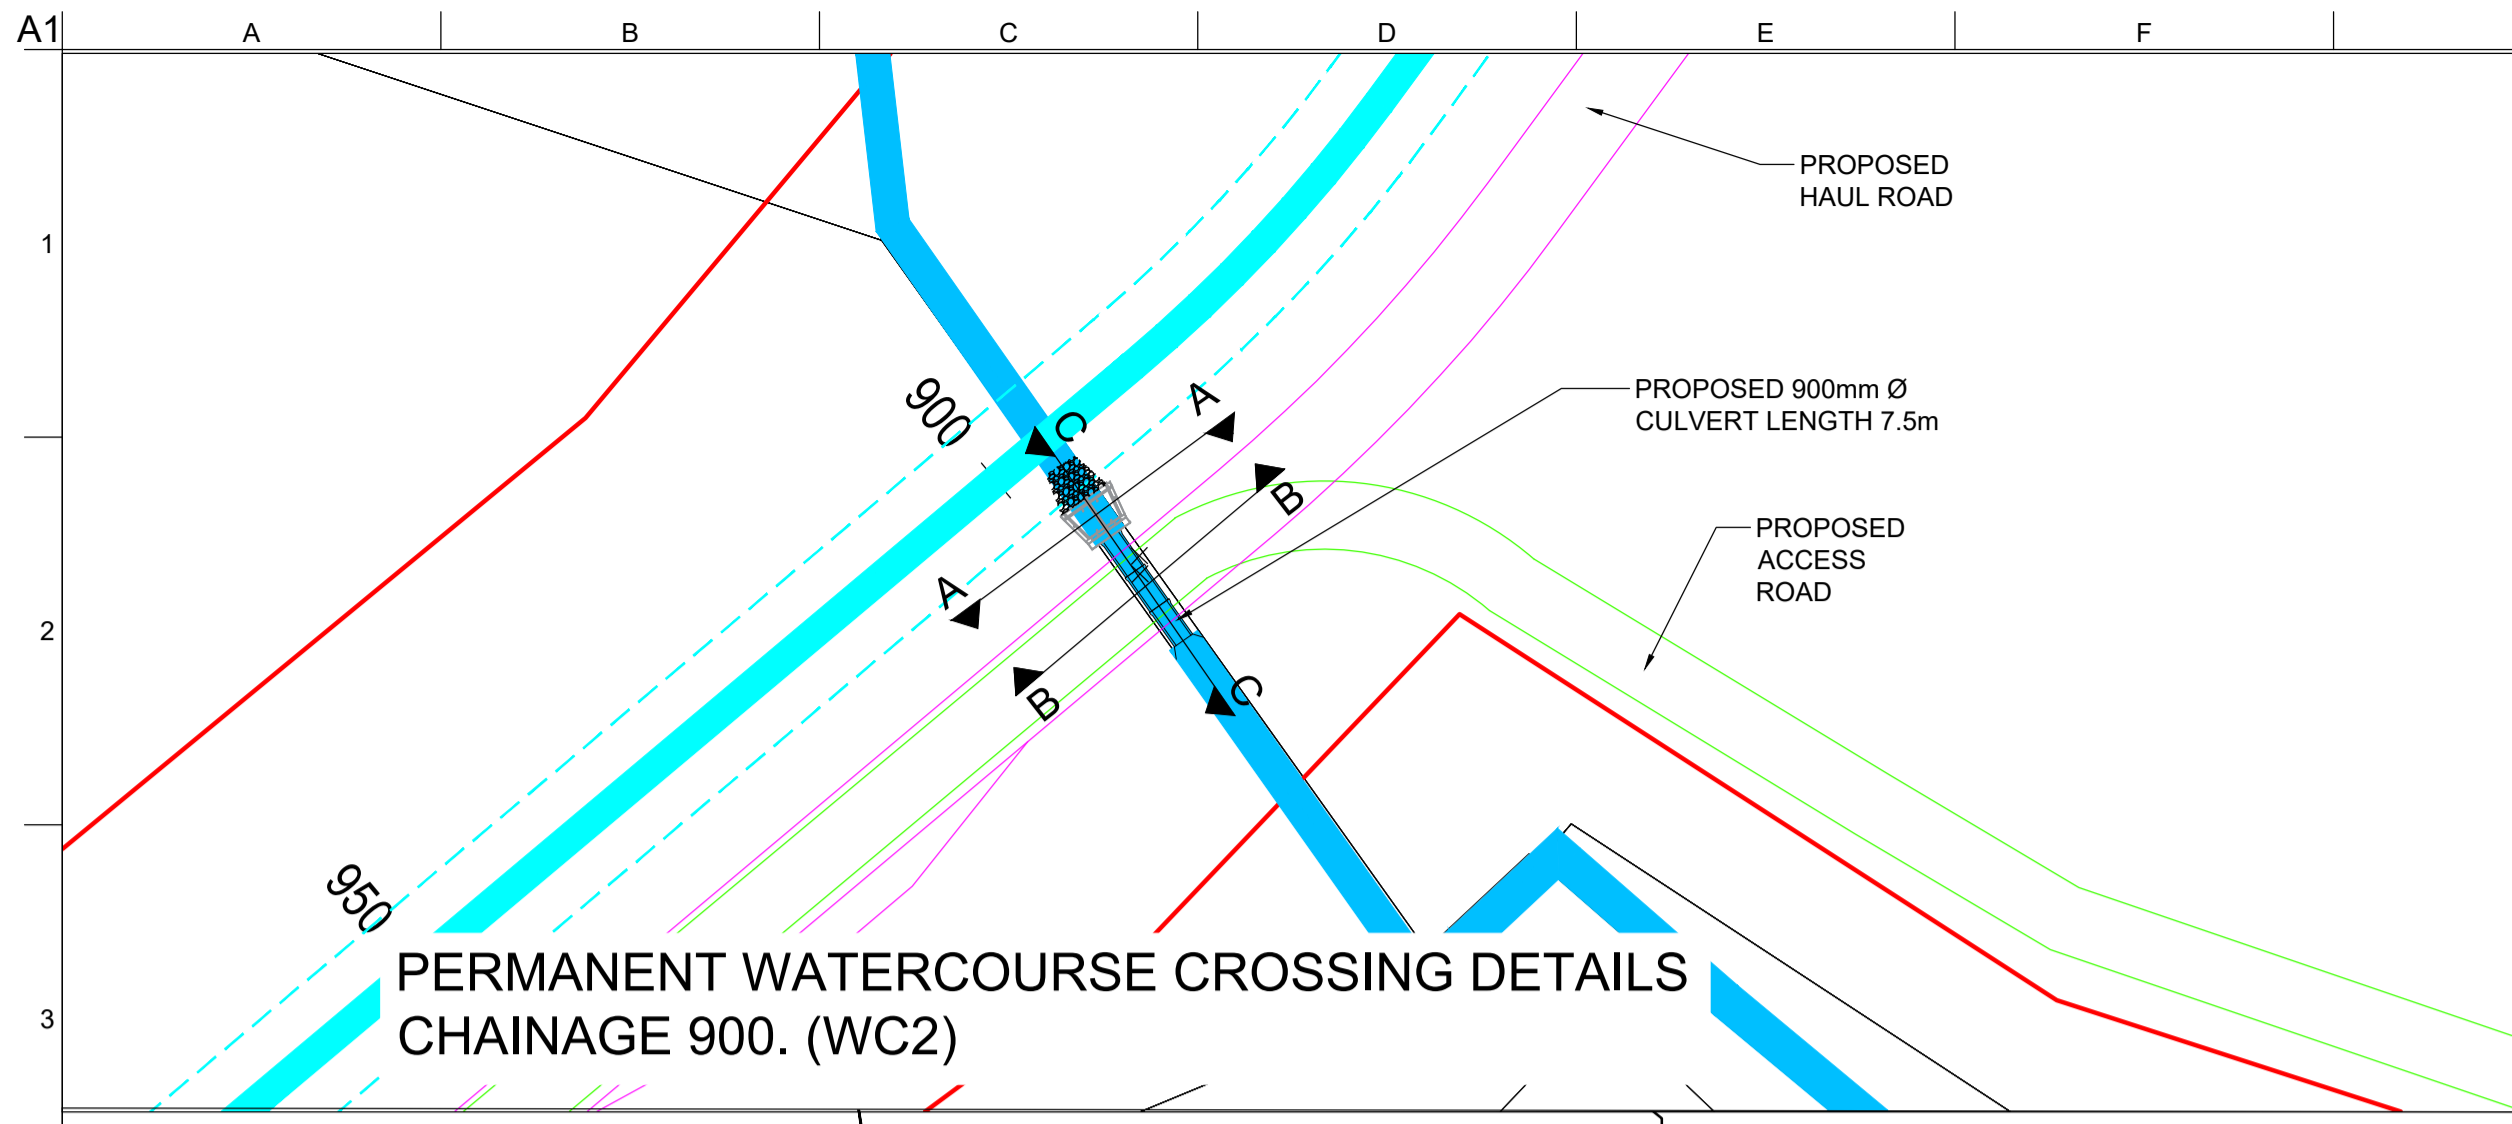 A1
A
B
C
D
E
F
1
2
3
PROPOSED
HAUL ROAD
PROPOSED 900mm Ø
CULVERT LENGTH 7.5m
PROPOSED
ACCESS
ROAD
900
C
A
B
A
B
C
950
PERMANENT WATERCOURSE CROSSING DETAILS
CHAINAGE 900. (WC2)